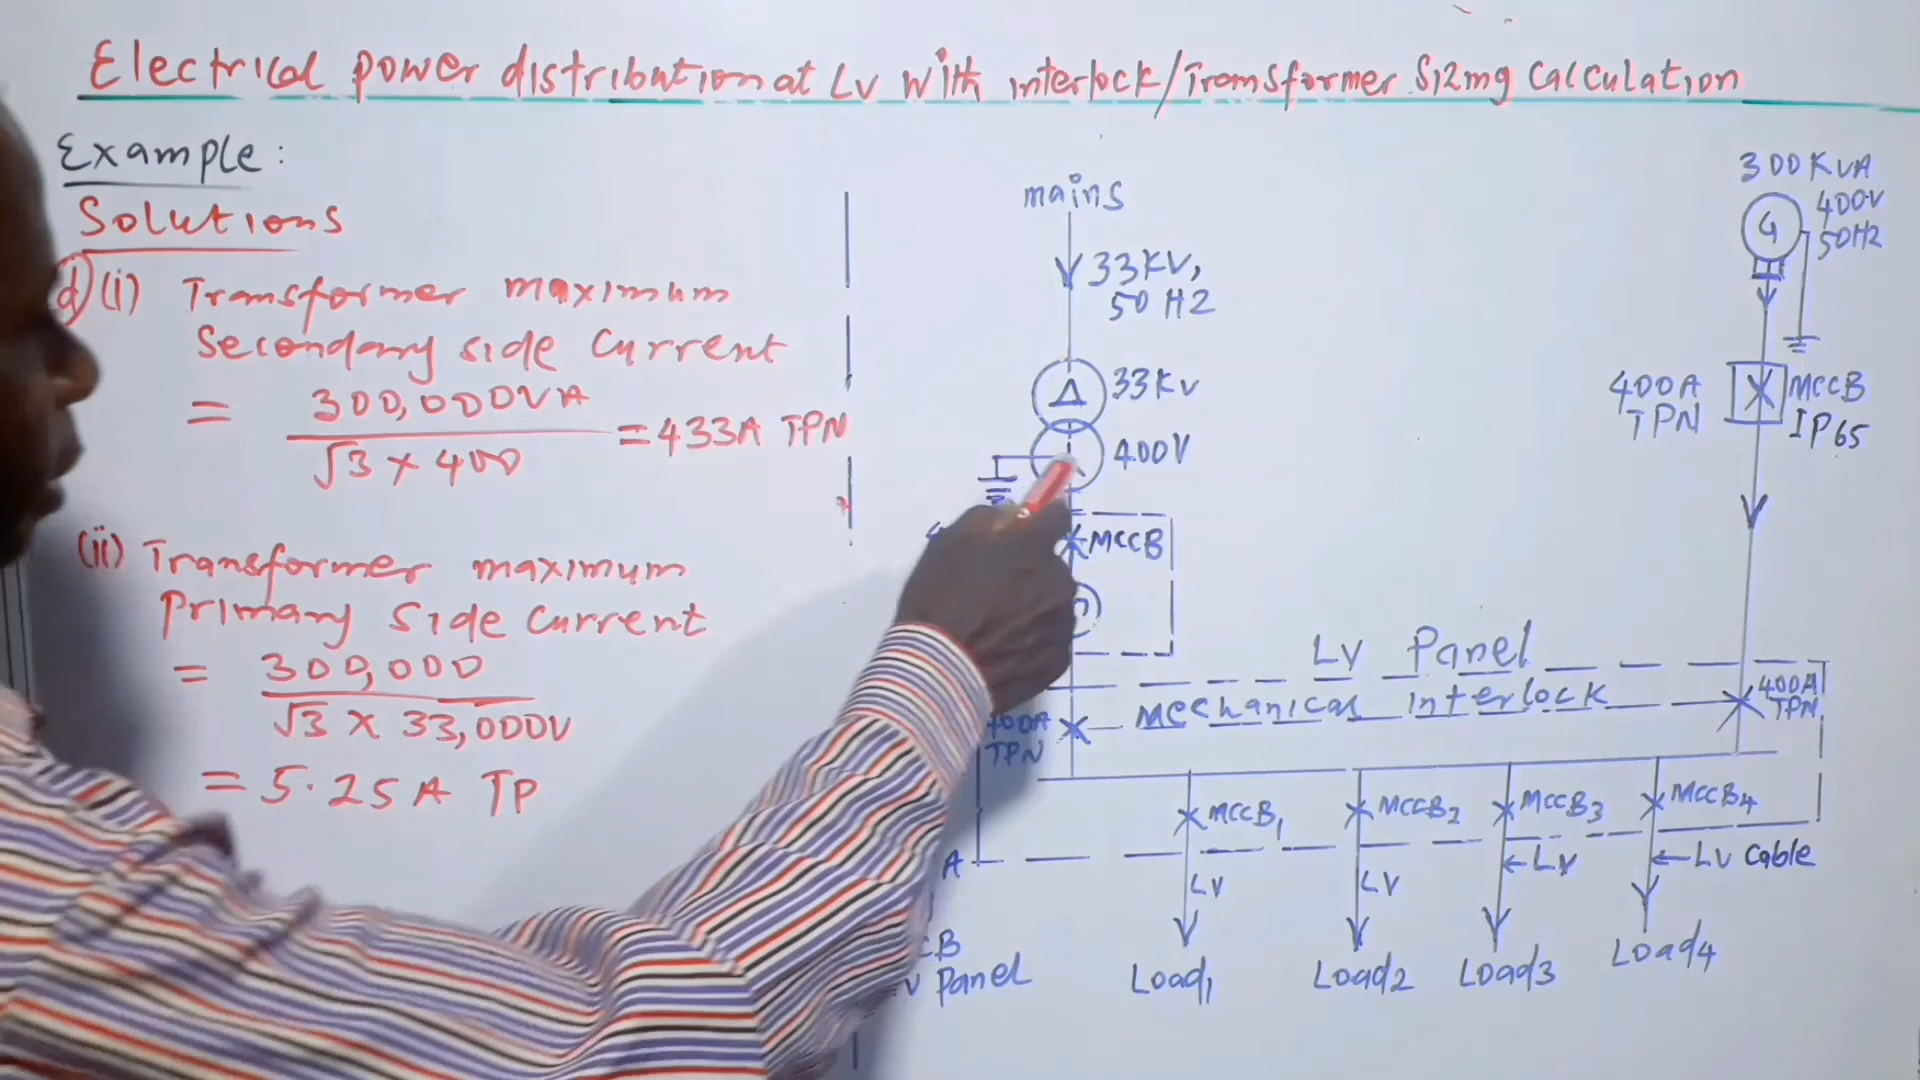 Electrical power distribution at LV with interlock/Transformer Sizing Calculation
Example:
Solutions
d) (i) Transformer maximum
Secondary side Current
= 300,000VA
√3 × 400
= 433A TPN
(ii) Transformer maximum
Primary Side Current
= 300,000
√3 × 33,000V
= 5.25A TP
mains
33KV,
50HZ
Δ 33KV
400V
MCCB
300KVA
G 400V
50HZ
400A
TPN
MCCB
IP65
LV Panel
Mechanical Interlock
400A
TPN
400A
TPN
MCCB1 MCCB2 MCCB3 MCCB4
A
LV LV LV LV Cable
Load1 Load2 Load3 Load4
CB
Panel